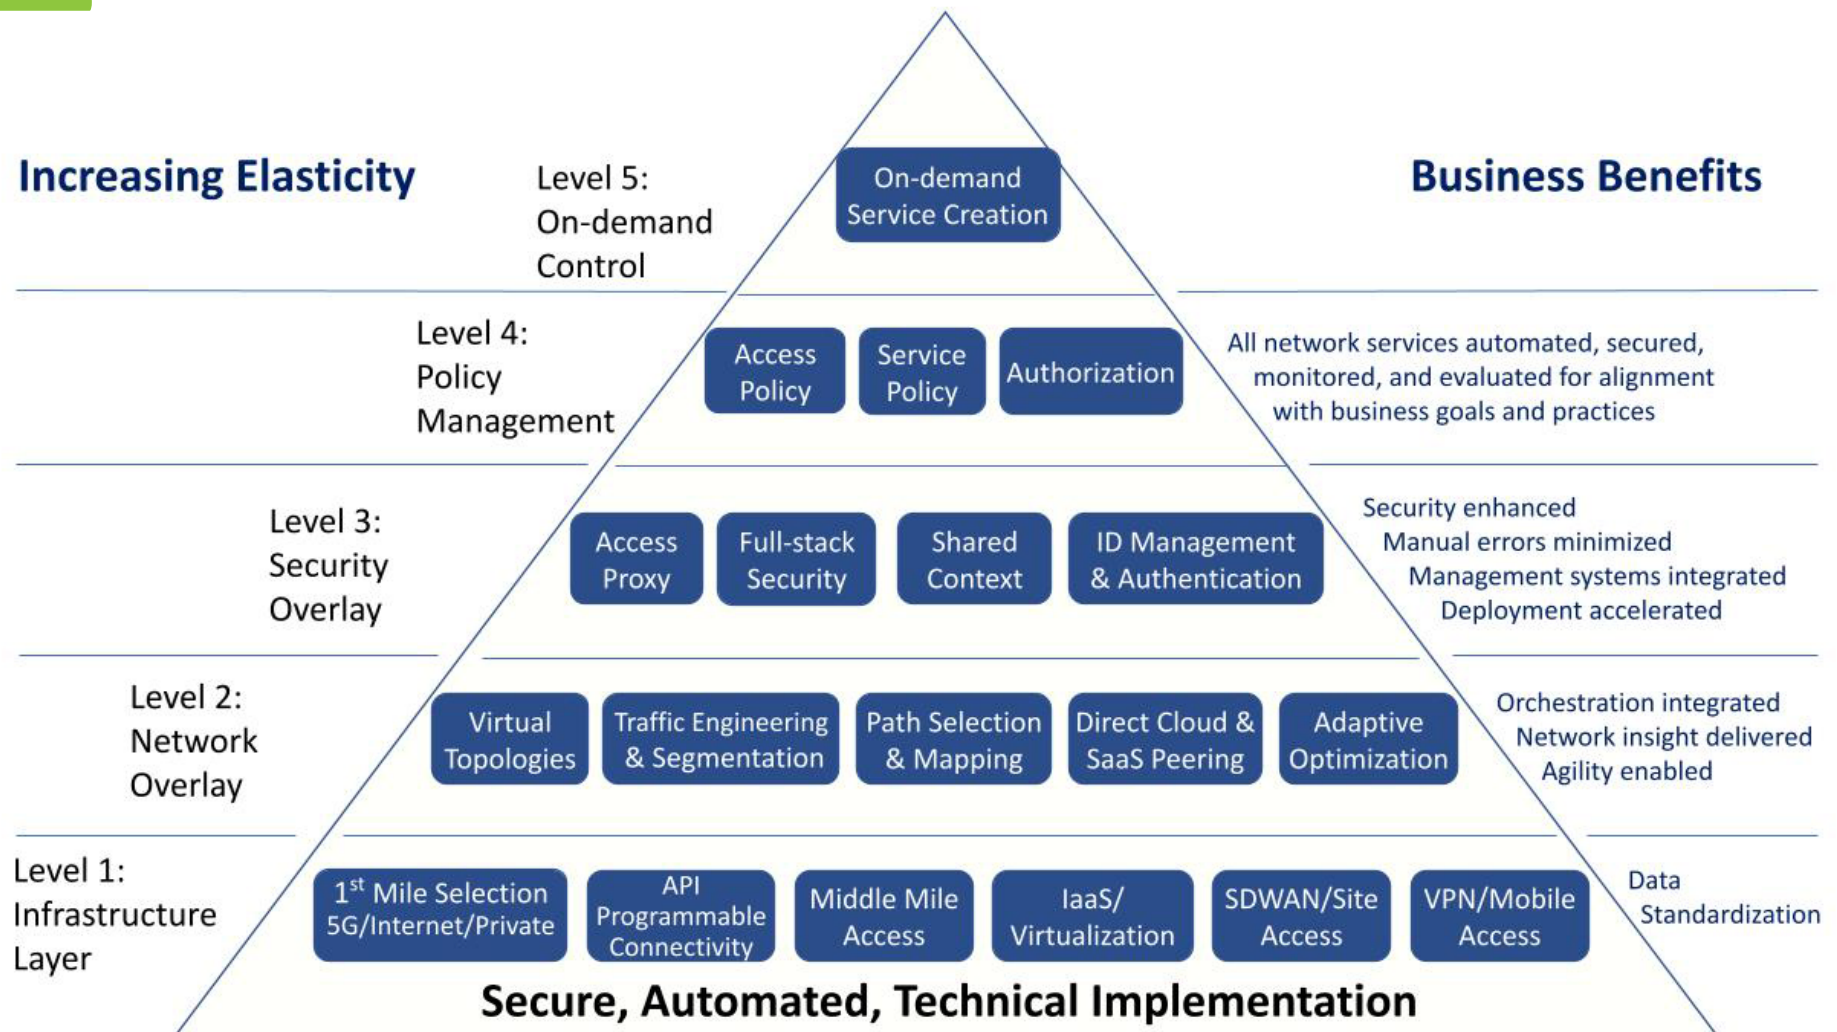 Increasing Elasticity
Business Benefits
Level 5:
On-demand
Control
On-demand
Service Creation
Level 4:
Policy
Management
Access
Policy
Service
Policy
Authorization
All network services automated, secured,
monitored, and evaluated for alignment
with business goals and practices
Level 3:
Security
Overlay
Access
Proxy
Full-stack
Security
Shared
Context
ID Management
& Authentication
Security enhanced
Manual errors minimized
Management systems integrated
Deployment accelerated
Level 2:
Network
Overlay
Virtual
Topologies
Traffic Engineering
& Segmentation
Path Selection
& Mapping
Direct Cloud &
SaaS Peering
Adaptive
Optimization
Orchestration integrated
Network insight delivered
Agility enabled
Level 1:
Infrastructure
Layer
1st Mile Selection
5G/Internet/Private
API
Programmable
Connectivity
Middle Mile
Access
IaaS/
Virtualization
SDWAN/Site
Access
VPN/Mobile
Access
Data
Standardization
Secure, Automated, Technical Implementation